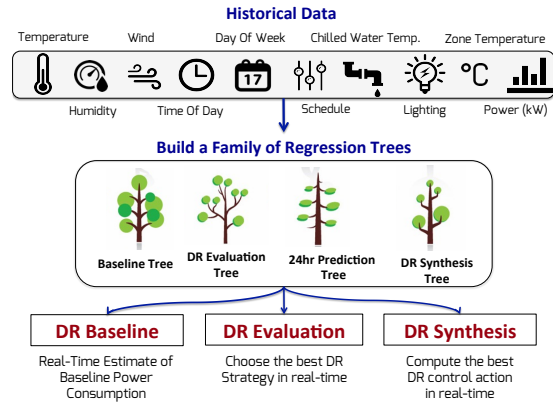 Historical Data
Temperature
Wind
Day Of Week
Chilled Water Temp.
Zone Temperature
17
°C
Humidity
Time Of Day
Schedule
Lighting
Power (kW)
Build a Family of Regression Trees
Baseline Tree
DR Evaluation
Tree
24hr Prediction
Tree
DR Synthesis
Tree
DR Baseline
DR Evaluation
DR Synthesis
Real-Time Estimate of
Baseline Power
Consumption
Choose the best DR
Strategy in real-time
Compute the best
DR control action
in real-time